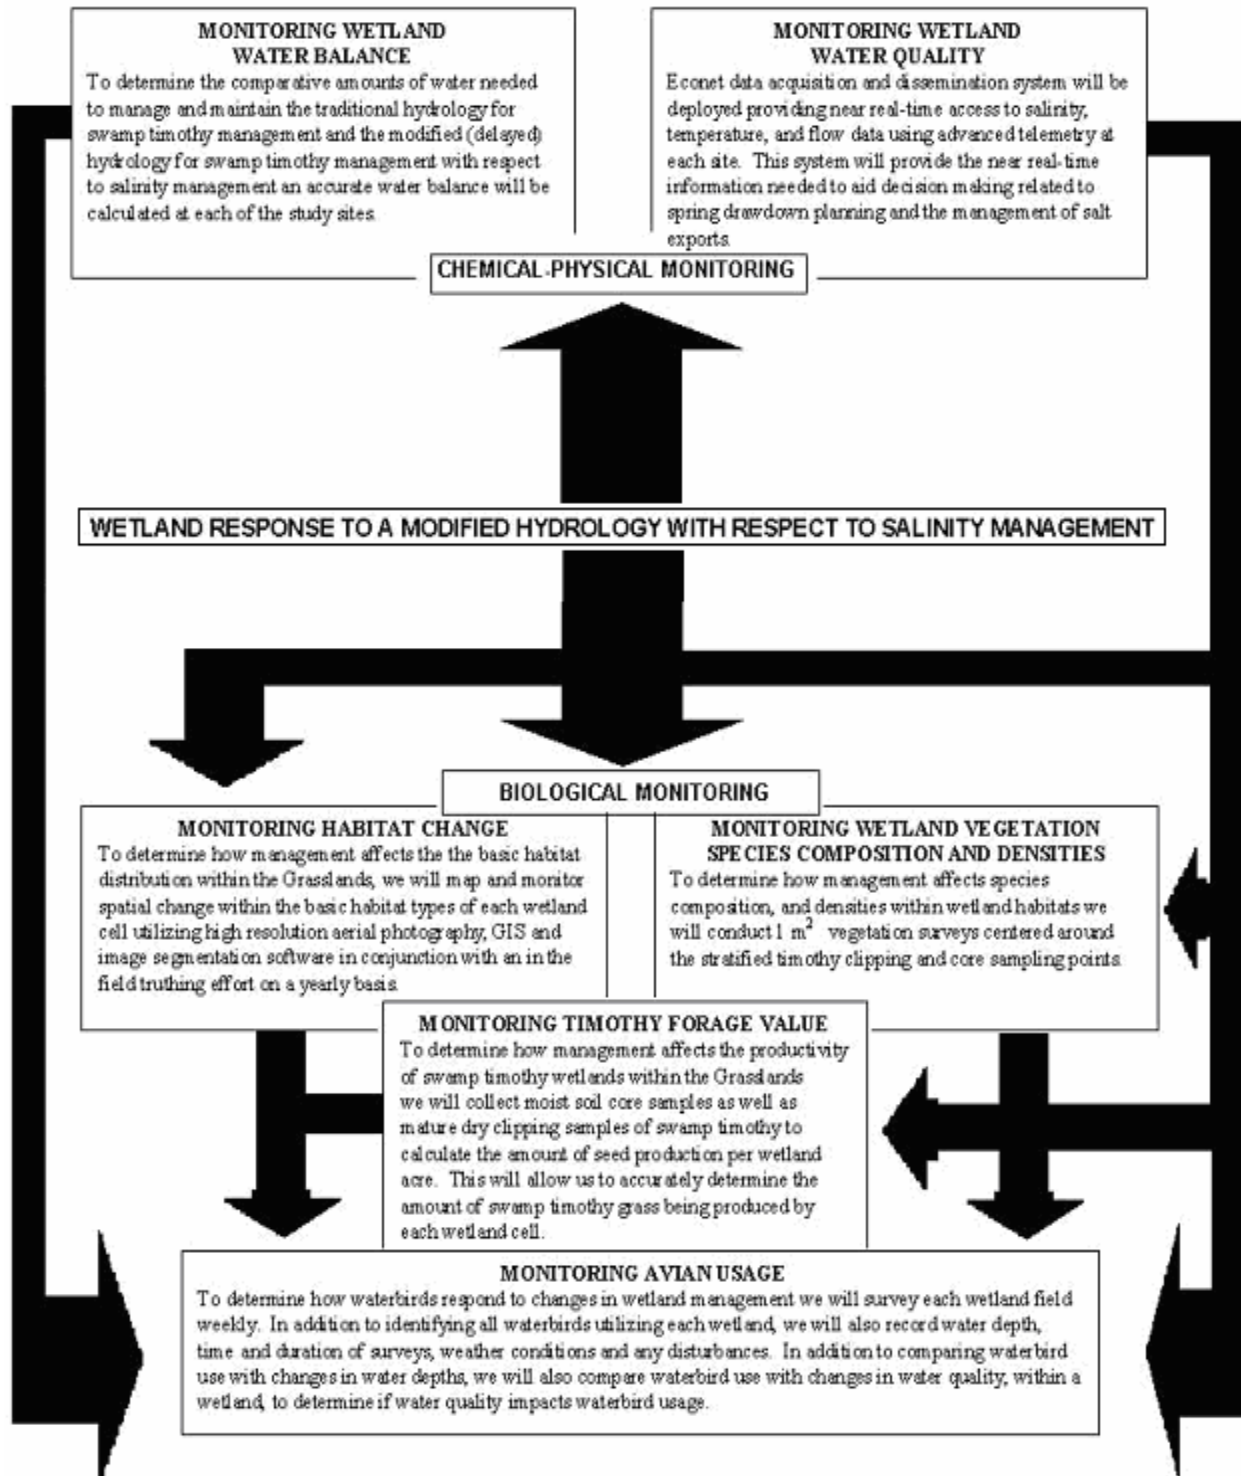 MONITORING WETLAND
WATER BALANCE
To determine the comparative amounts of water needed
to manage and maintain the traditional hydrology for
swamp timothy management and the modified (delayed)
hydrology for swamp timothy management with respect
to salinity management an accurate water balance will be
calculated at each of the study sites.
MONITORING WETLAND
WATER QUALITY
Econet data acquisition and dissemination system will be
deployed providing near real-time access to salinity,
temperature, and flow data using advanced telemetry at
each site. This system will provide the near real-time
information needed to aid decision making related to
spring drawdown planning and the management of salt
exports.
CHEMICAL-PHYSICAL MONITORING
WETLAND RESPONSE TO A MODIFIED HYDROLOGY WITH RESPECT TO SALINITY MANAGEMENT
BIOLOGICAL MONITORING
MONITORING HABITAT CHANGE
To determine how management affects the the basic habitat
distribution within the Grasslands, we will map and monitor
spatial change within the basic habitat types of each wetland
cell utilizing high resolution aerial photography, GIS and
image segmentation software in conjunction with an in the
field truthing effort on a yearly basis.
MONITORING WETLAND VEGETATION
SPECIES COMPOSITION AND DENSITIES
To determine how management affects species
composition, and densities within wetland habitats we
will conduct 1 m² vegetation surveys centered around
the stratified timothy clipping and core sampling points.
MONITORING TIMOTHY FORAGE VALUE
To determine how management affects the productivity
of swamp timothy wetlands within the Grasslands
we will collect moist soil core samples as well as
mature dry clipping samples of swamp timothy to
calculate the amount of seed production per wetland
acre. This will allow us to accurately determine the
amount of swamp timothy grass being produced by
each wetland cell.
MONITORING AVIAN USAGE
To determine how waterbirds respond to changes in wetland management we will survey each wetland field
weekly. In addition to identifying all waterbirds utilizing each wetland, we will also record water depth,
time and duration of surveys, weather conditions and any disturbances. In addition to comparing waterbird
use with changes in water depths, we will also compare waterbird use with changes in water quality, within a
wetland, to determine if water quality impacts waterbird usage.